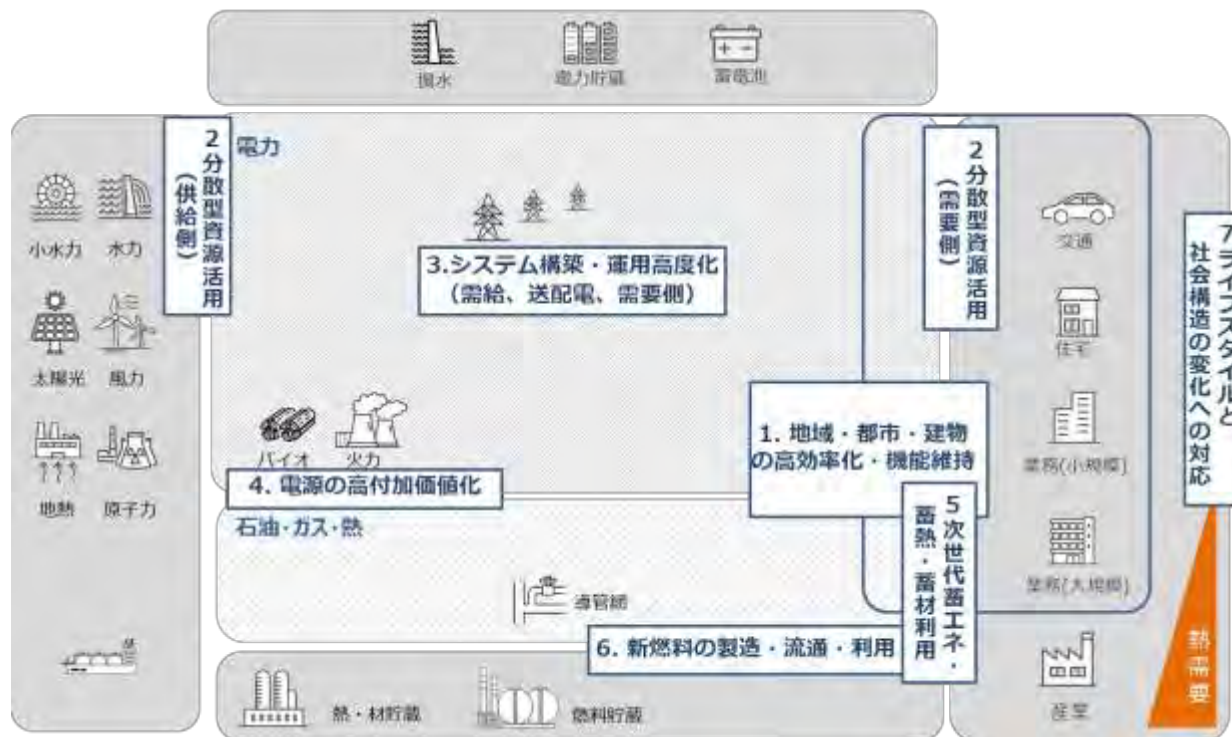 揚水
電力貯蔵
蓄電池
2分散型資源活用
(供給側)
電力
2分散型資源活用
(需要側)
小水力
水力
太陽光
風力
地熱
原子力
3.システム構築・運用高度化
(需給、送配電、需要側)
バイオ
火力
4. 電源の高付加価値化
1. 地域・都市・建物
の高効率化・機能維持
交通
住宅
業務(小規模)
業務(大規模)
産業
7ライフスタイルと
社会構造の変化への対応
石油・ガス・熱
導管網
5次世代蓄エネ・
蓄熱・蓄材利用
6. 新燃料の製造・流通・利用
熱・材貯蔵
燃料貯蔵
熱需要